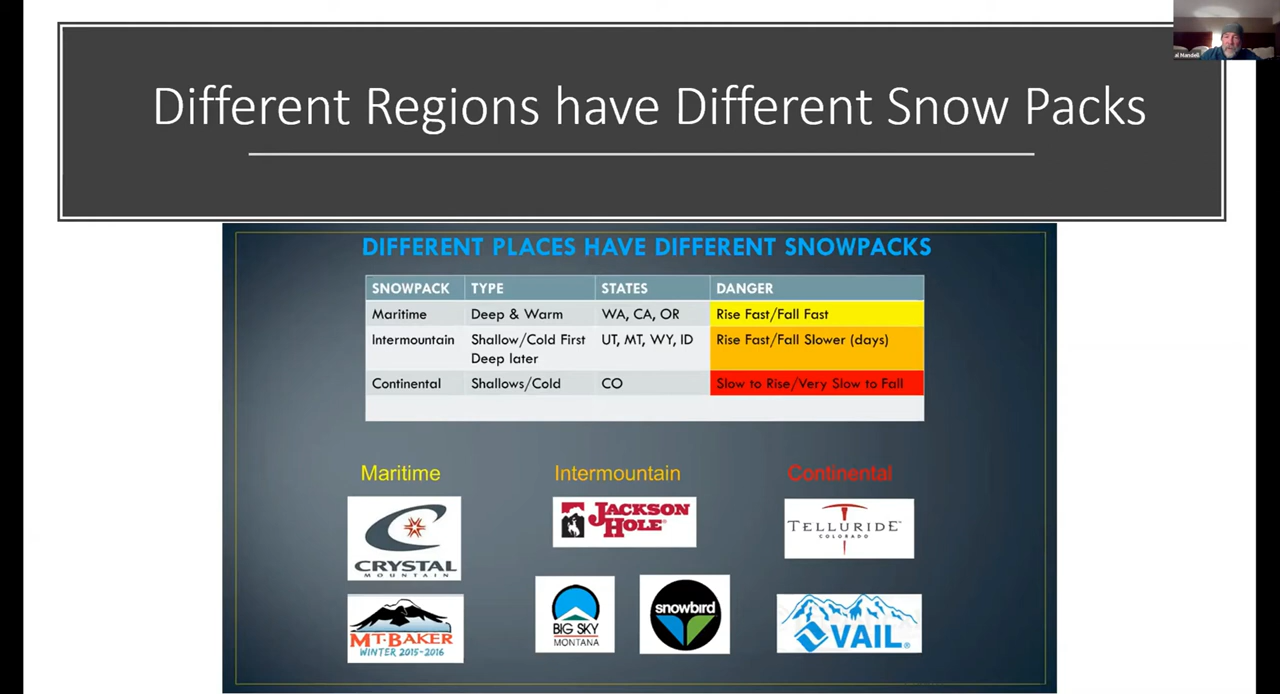 al Nandell
Different Regions have Different Snow Packs
DIFFERENT PLACES HAVE DIFFERENT SNOWPACKS
SNOWPACK TYPE STATES DANGER
Maritime Deep & Warm WA, CA, OR Rise Fast/Fall Fast
Intermountain Shallow/Cold First UT, MT, WY, ID Rise Fast/Fall Slower (days)
Deep later
Continental Shallows/Cold CO Slow to Rise/Very Slow to Fall
Maritime Intermountain Continental
CRYSTAL
MOUNTAIN
JACKSON
HOLE
TELLURIDE
COLORADO
MT. BAKER
WINTER 2015-2016
BIG SKY
MONTANA
snowbird
VAIL